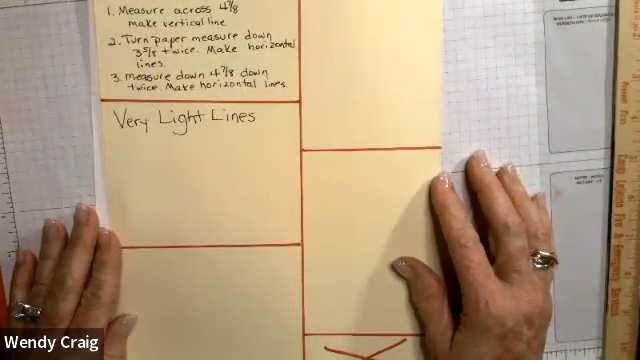 1. Measure across 4 7/8
make vertical line
2. Turn paper measure down
3 5/8 twice. Make horizontal
lines.
3. Measure down 4 7/8 down
twice. Make horizontal lines.
Very Light Lines
Wendy Craig